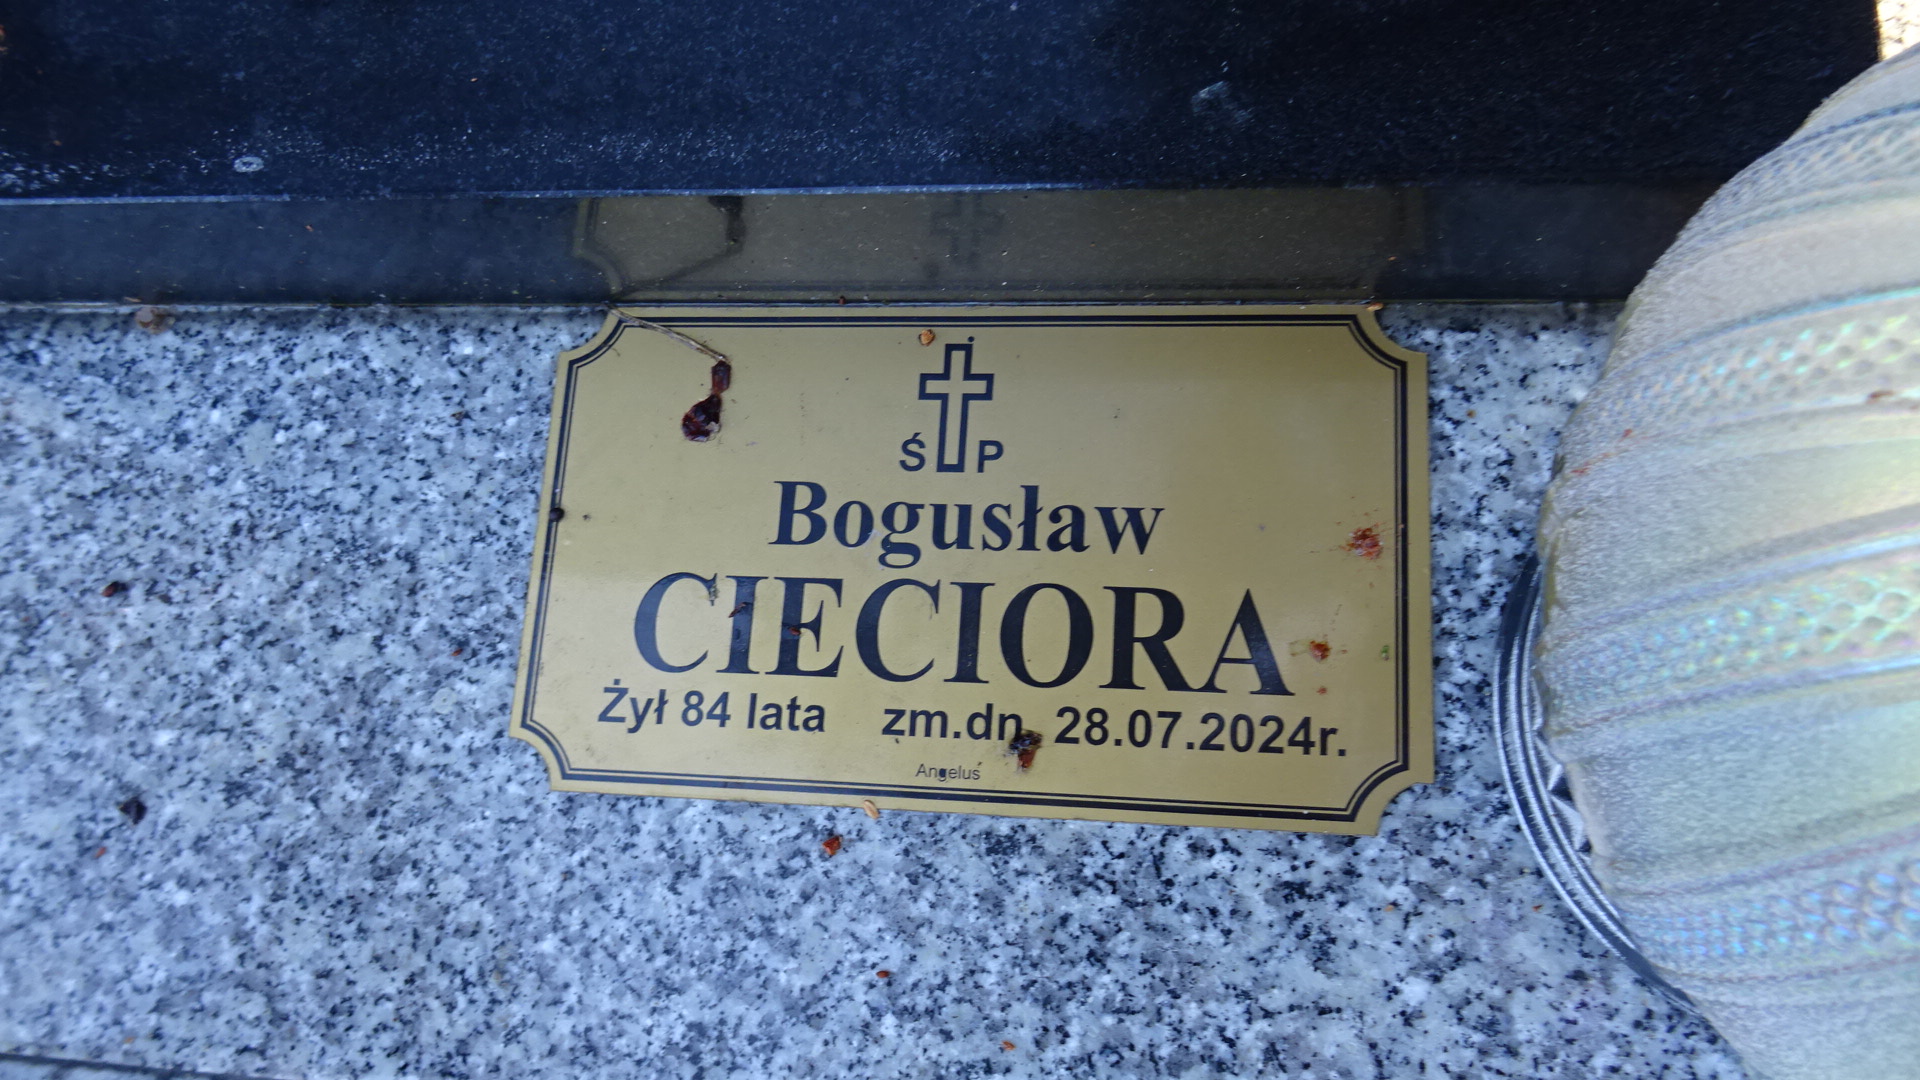 Ś P
Bogusław
CIECIORA
Żył 84 lata zm.dn. 28.07.2024r.
Angelus